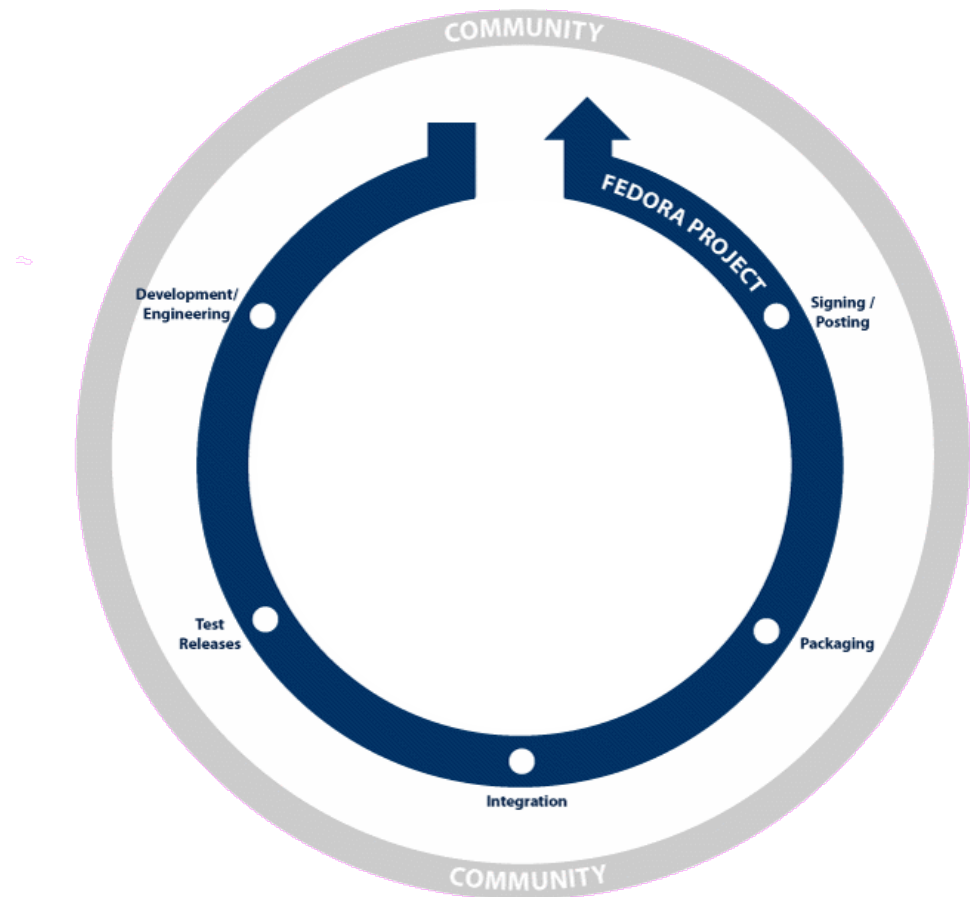 COMMUNITY
FEDORA PROJECT
Development/
Engineering
Signing /
Posting
Test
Releases
Packaging
Integration
COMMUNITY